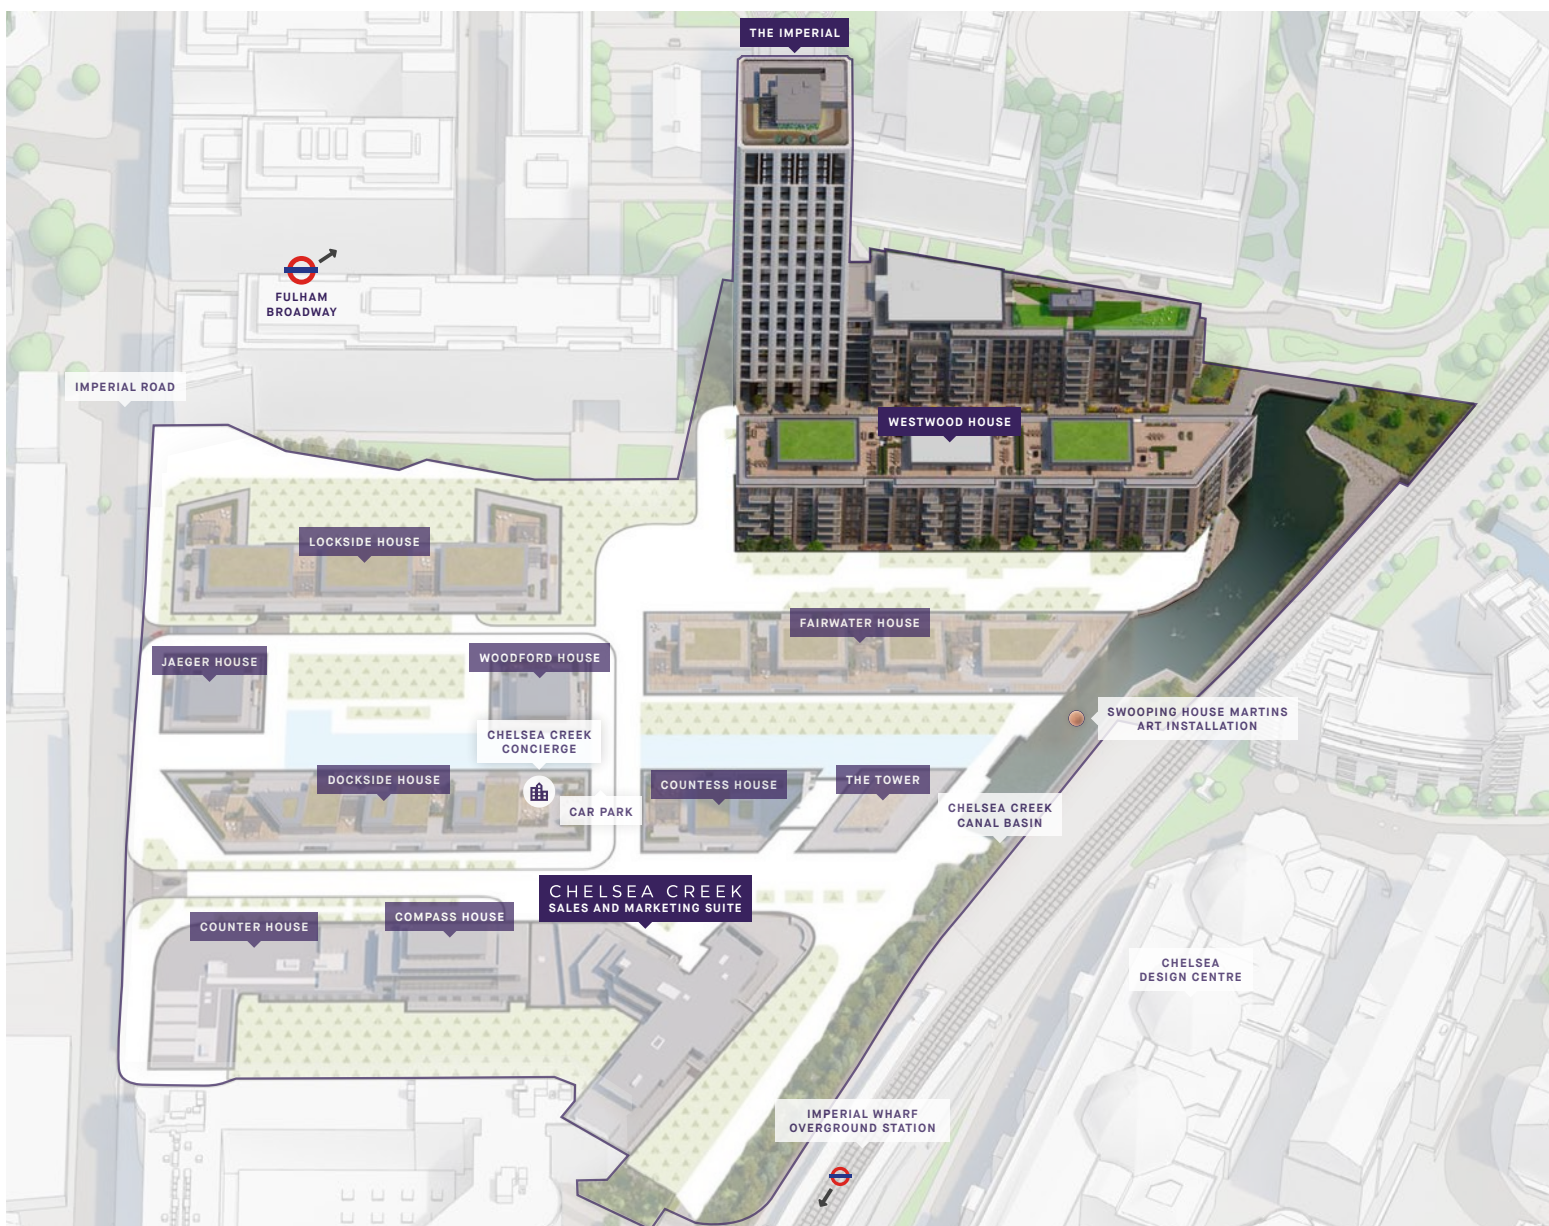 THE IMPERIAL
FULHAM
BROADWAY
IMPERIAL ROAD
WESTWOOD HOUSE
LOCKSIDE HOUSE
FAIRWATER HOUSE
JAEGER HOUSE
WOODFORD HOUSE
SWOOPING HOUSE MARTINS
ART INSTALLATION
CHELSEA CREEK
CONCIERGE
DOCKSIDE HOUSE
COUNTESS HOUSE
THE TOWER
CAR PARK
CHELSEA CREEK
CANAL BASIN
CHELSEA CREEK
SALES AND MARKETING SUITE
COUNTER HOUSE
COMPASS HOUSE
CHELSEA
DESIGN CENTRE
IMPERIAL WHARF
OVERGROUND STATION